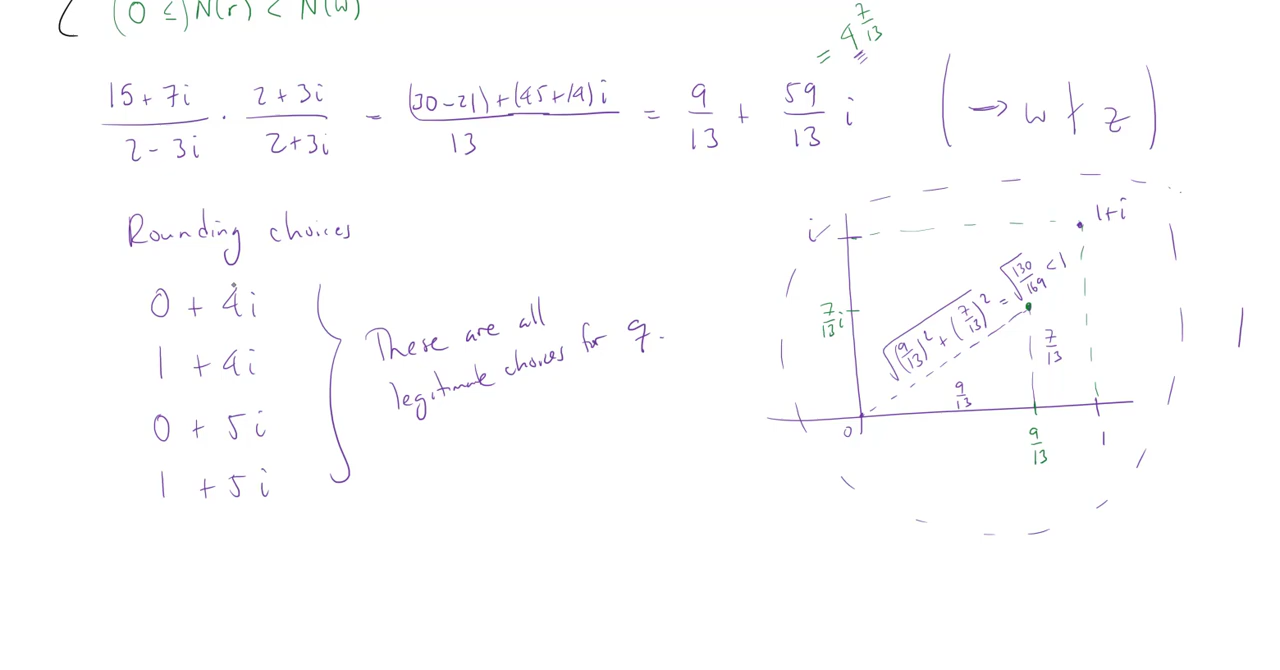 (0 ≤) N(r) < N(w)
= 4 7/13
(15 + 7i)/(2 - 3i) · (2 + 3i)/(2 + 3i) = ((30 - 21) + (45 + 14)i)/13 = 9/13 + 59/13 i (→ w ∤ z)
Rounding choices
0 + 4i
1 + 4i
0 + 5i
1 + 5i
These are all
legitimate choices for q.
i
1+i
7/13 i
√((9/13)² + (7/13)²) = √(130/169) < 1
7/13
9/13
0
9/13
1